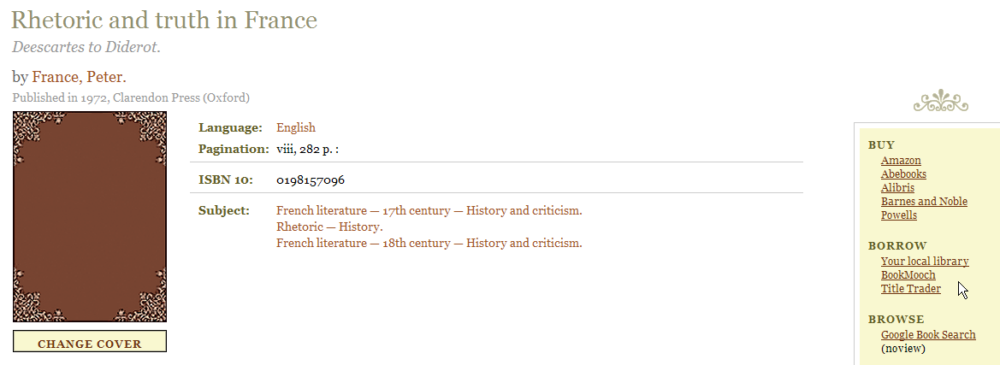 Rhetoric and truth in France
Deescartes to Diderot.
by France, Peter.
Published in 1972, Clarendon Press (Oxford)
Language: English
Pagination: viii, 282 p. :
ISBN 10: 0198157096
Subject: French literature — 17th century — History and criticism.
Rhetoric — History.
French literature — 18th century — History and criticism.
CHANGE COVER
BUY
Amazon
Abebooks
Alibris
Barnes and Noble
Powells
BORROW
Your local library
BookMooch
Title Trader
BROWSE
Google Book Search
(noview)